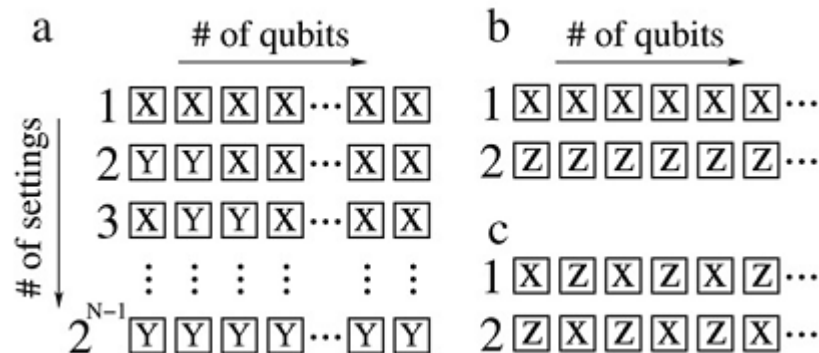 a
# of qubits
# of settings
1 X X X X ··· X X
2 Y Y X X ··· X X
3 X Y Y X ··· X X
⋮ ⋮ ⋮ ⋮ ⋮ ⋮
2^N−1 Y Y Y Y ··· Y Y
b
# of qubits
1 X X X X X X ···
2 Z Z Z Z Z Z ···
c
1 X Z X Z X Z ···
2 Z X Z X Z X ···